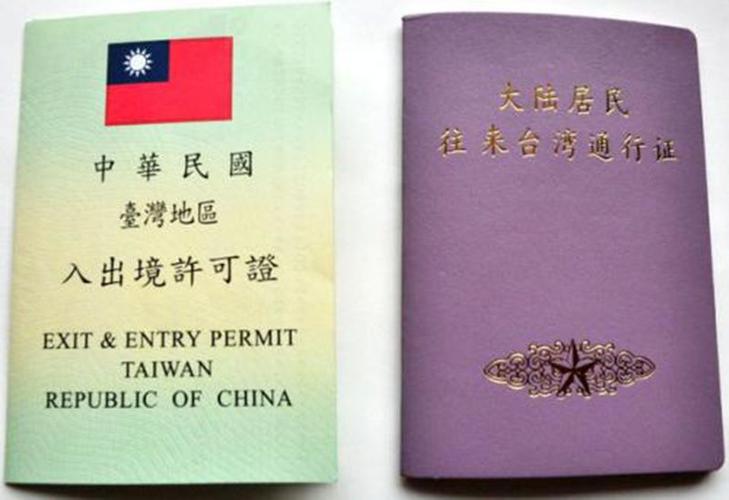 中華民國
臺灣地區
入出境許可證
EXIT & ENTRY PERMIT
TAIWAN
REPUBLIC OF CHINA
大陆居民
往来台湾通行证